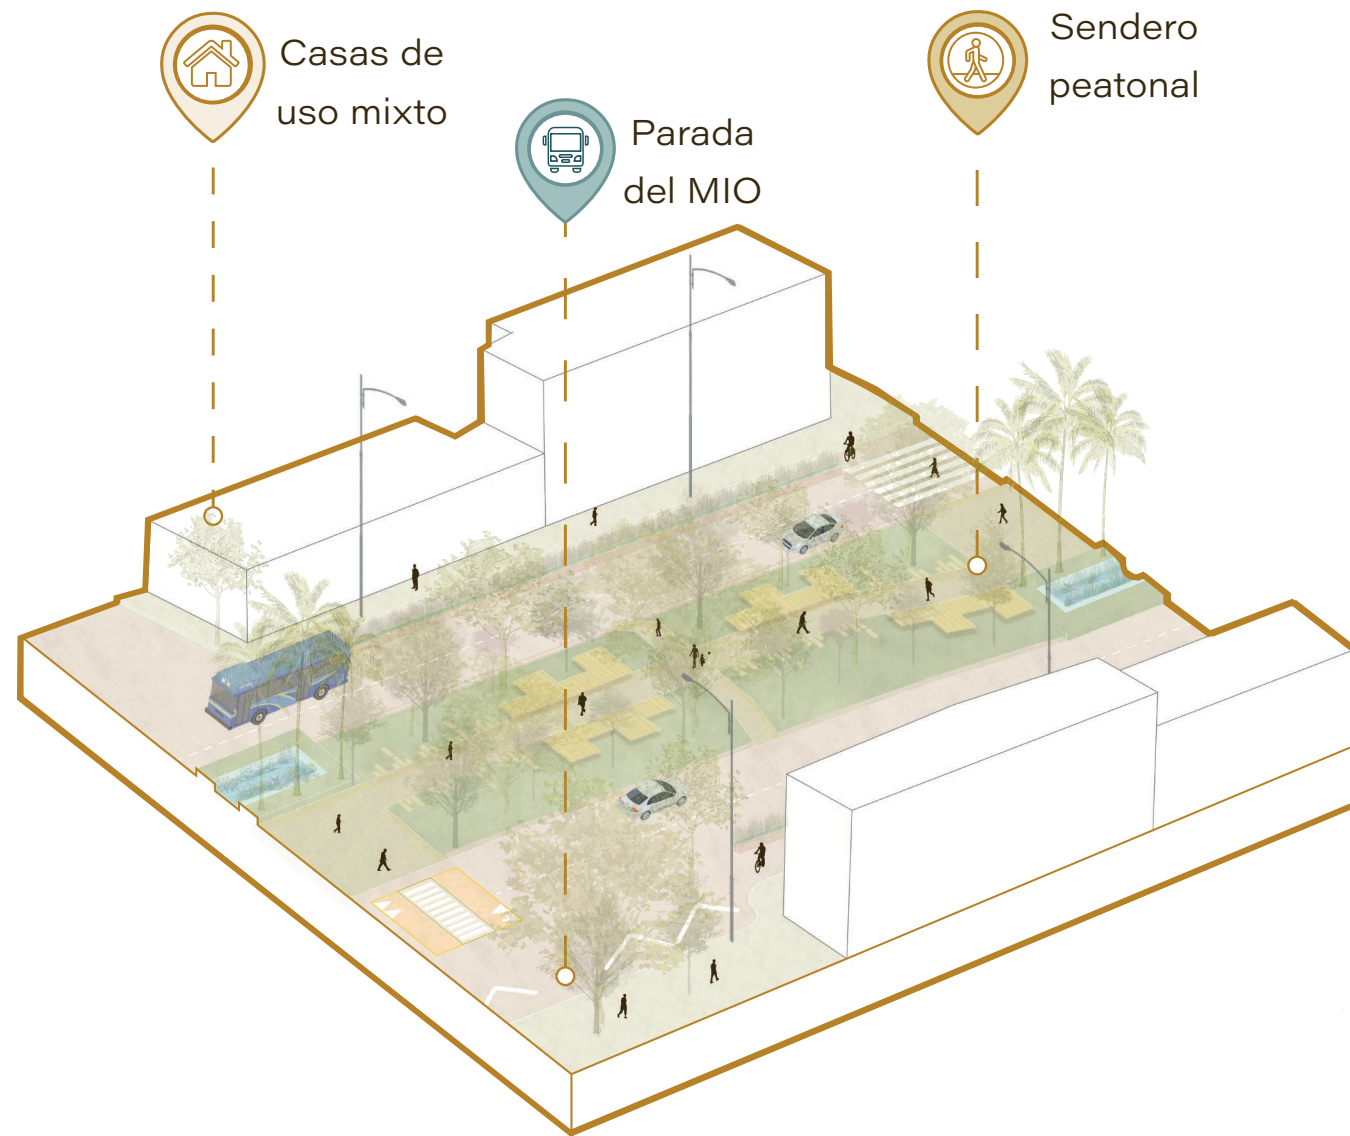 Casas de
uso mixto
Parada
del MIO
Sendero
peatonal